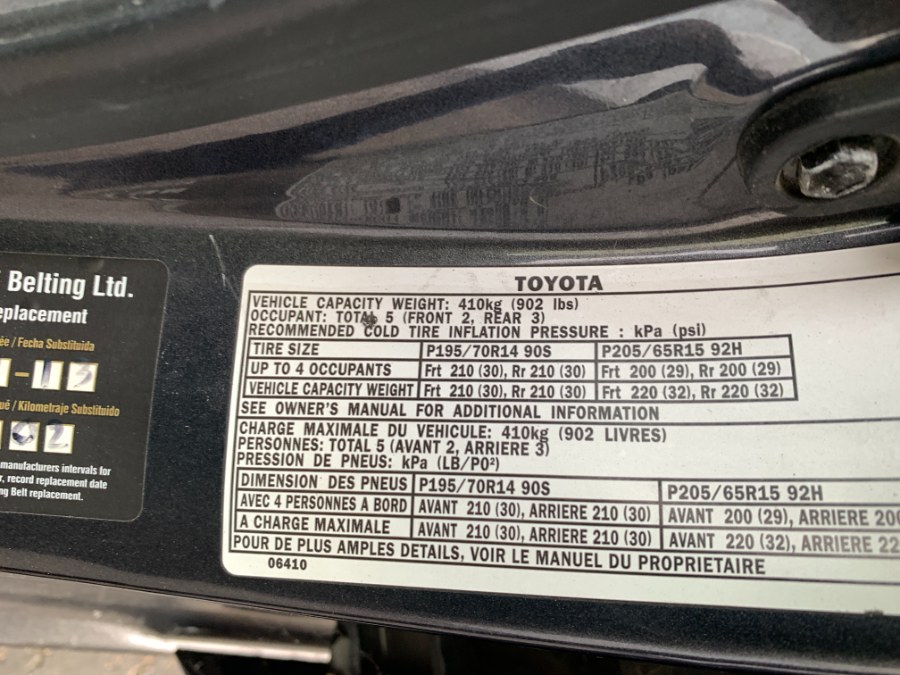 Belting Ltd.
eplacement
ée / Fecha Substituida
ué / Kilometraje Substituido
manufacturers intervals for
r, record replacement date
ng Belt replacement.
TOYOTA
VEHICLE CAPACITY WEIGHT: 410kg (902 lbs)
OCCUPANT: TOTAL 5 (FRONT 2, REAR 3)
RECOMMENDED COLD TIRE INFLATION PRESSURE : kPa (psi)
TIRE SIZE P195/70R14 90S P205/65R15 92H
UP TO 4 OCCUPANTS Frt 210 (30), Rr 210 (30) Frt 200 (29), Rr 200 (29)
VEHICLE CAPACITY WEIGHT Frt 210 (30), Rr 210 (30) Frt 220 (32), Rr 220 (32)
SEE OWNER'S MANUAL FOR ADDITIONAL INFORMATION
CHARGE MAXIMALE DU VEHICULE: 410kg (902 LIVRES)
PERSONNES: TOTAL 5 (AVANT 2, ARRIERE 3)
PRESSION DE PNEUS: kPa (LB/PO²)
DIMENSION DES PNEUS P195/70R14 90S P205/65R15 92H
AVEC 4 PERSONNES A BORD AVANT 210 (30), ARRIERE 210 (30) AVANT 200 (29), ARRIERE 200
A CHARGE MAXIMALE AVANT 210 (30), ARRIERE 210 (30) AVANT 220 (32), ARRIERE 22
POUR DE PLUS AMPLES DETAILS, VOIR LE MANUEL DU PROPRIETAIRE
06410